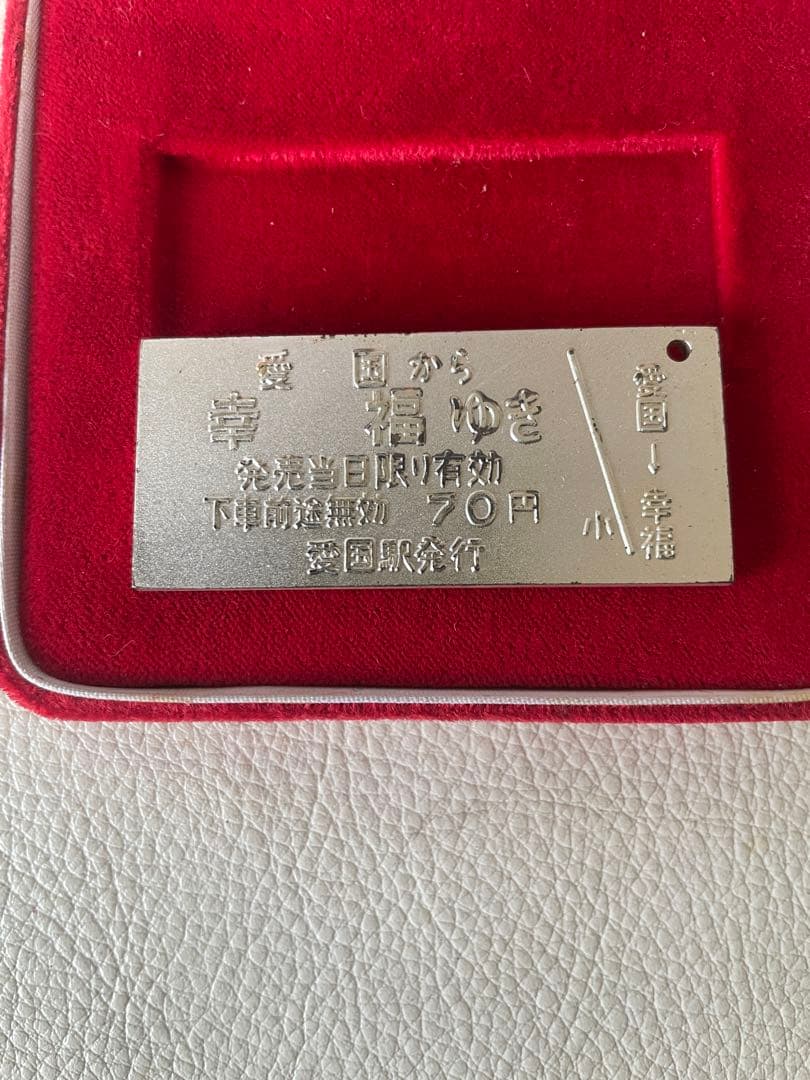 愛国から
幸福ゆき
発売当日限り有効
下車前途無効 70円
愛国駅発行
小
愛国→幸福